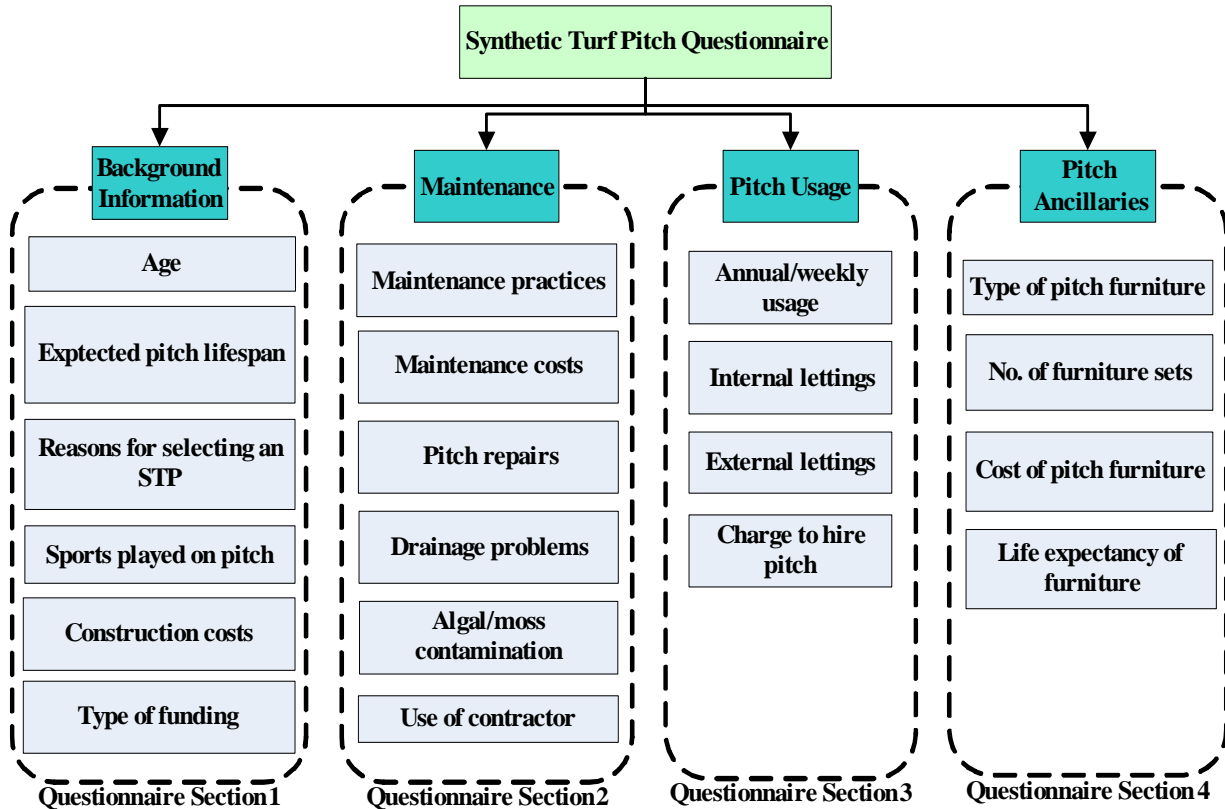 Synthetic Turf Pitch Questionnaire
Background
Information
Age
Exptected pitch lifespan
Reasons for selecting an
STP
Sports played on pitch
Construction costs
Type of funding
Questionnaire Section1
Maintenance
Maintenance practices
Maintenance costs
Pitch repairs
Drainage problems
Algal/moss
contamination
Use of contractor
Questionnaire Section2
Pitch Usage
Annual/weekly
usage
Internal lettings
External lettings
Charge to hire
pitch
Questionnaire Section3
Pitch
Ancillaries
Type of pitch furniture
No. of furniture sets
Cost of pitch furniture
Life expectancy of
furniture
Questionnaire Section 4